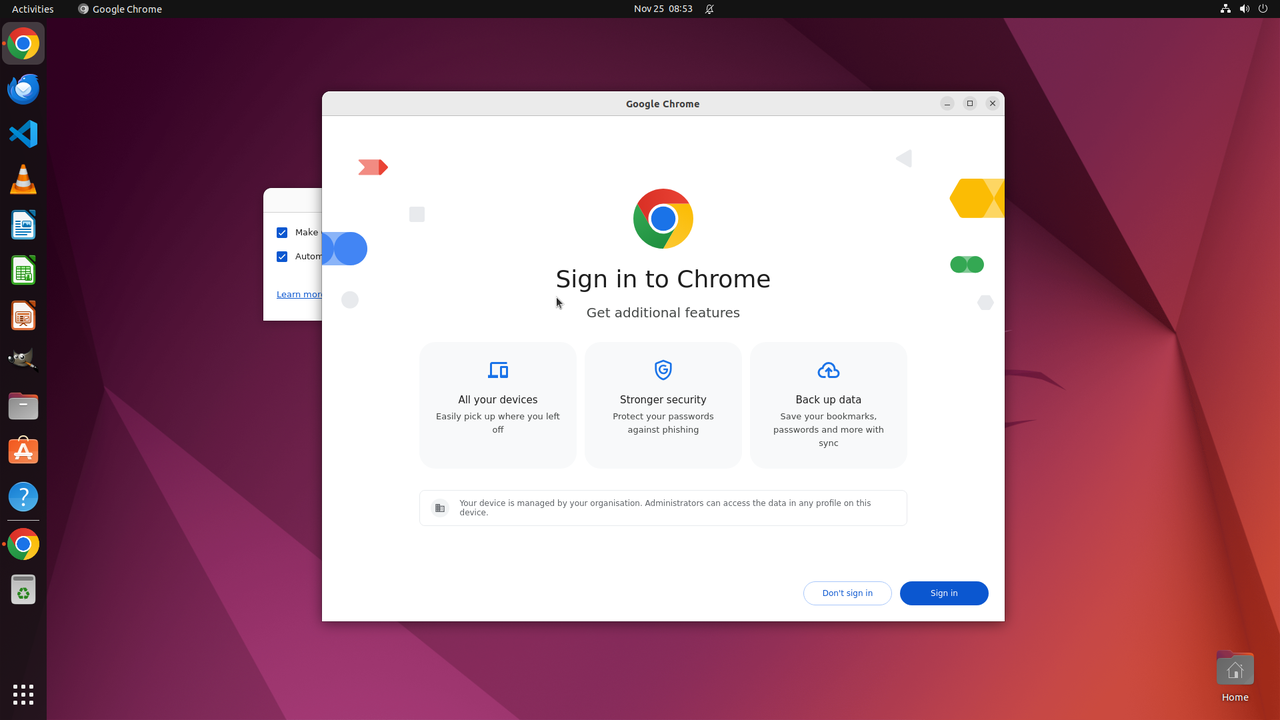 Activities
Google Chrome
Nov 25 08:53
Google Chrome
Make
Autom
Learn more
Sign in to Chrome
Get additional features
All your devices
Easily pick up where you left
off
Stronger security
Protect your passwords
against phishing
Back up data
Save your bookmarks,
passwords and more with
sync
Your device is managed by your organisation. Administrators can access the data in any profile on this
device.
Don't sign in
Sign in
Home